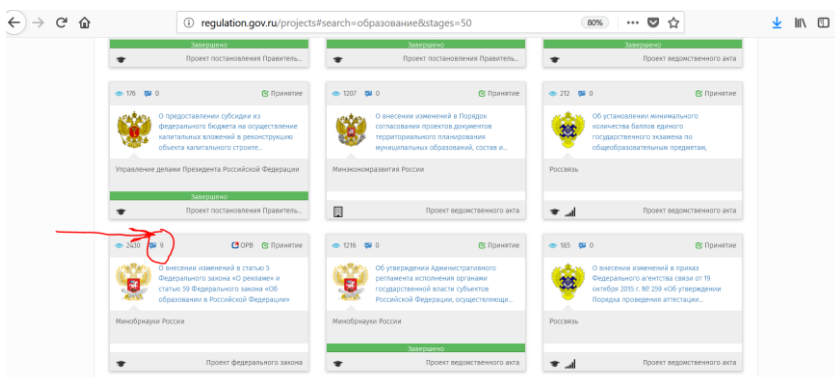 regulation.gov.ru/projects#search=образование&stages=50
80%
Завершено
Завершено
Завершено
Проект постановления Правитель...
Проект постановления Правитель...
Проект ведомственного акта
176 0 Принятие
О предоставлении субсидии из
федерального бюджета на осуществление
капитальных вложений в реконструкцию
объекта капитального строите...
Управление делами Президента Российской Федерации
Завершено
Проект постановления Правитель...
1207 0 Принятие
О внесении изменений в Порядок
согласования проектов документов
территориального планирования
муниципальных образований, состав и...
Минэкономразвития России
Проект ведомственного акта
212 0 Принятие
Об установлении минимального
количества баллов единого
государственного экзамена по
общеобразовательным предметам,
Россвязь
Проект ведомственного акта
2430 9 ОРВ Принятие
О внесении изменений в статью 5
Федерального закона «О рекламе» и
статью 59 Федерального закона «Об
образовании в Российской Федерации»
Минобрнауки России
Проект федерального закона
1216 0 Принятие
Об утверждении Административного
регламента исполнения органами
государственной власти субъектов
Российской Федерации, осуществляющи...
Минобрнауки России
Завершено
Проект ведомственного акта
185 0 Принятие
О внесении изменений в приказ
Федерального агентства связи от 19
октября 2015 г. № 259 «Об утверждении
Порядка проведения аттестации...
Россвязь
Проект ведомственного акта